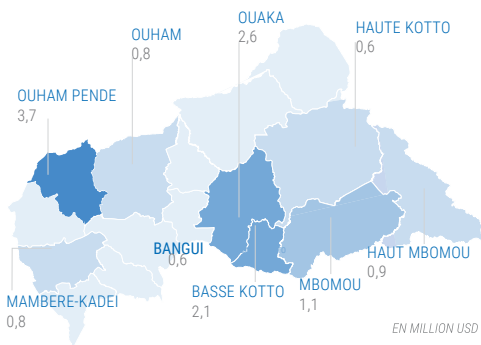 OUAKA
2,6
HAUTE KOTTO
0,6
OUHAM
0,8
OUHAM PENDE
3,7
BANGUI
0,6
HAUT MBOMOU
0,9
MBOMOU
1,1
BASSE KOTTO
2,1
MAMBERE-KADEI
0,8
EN MILLION USD